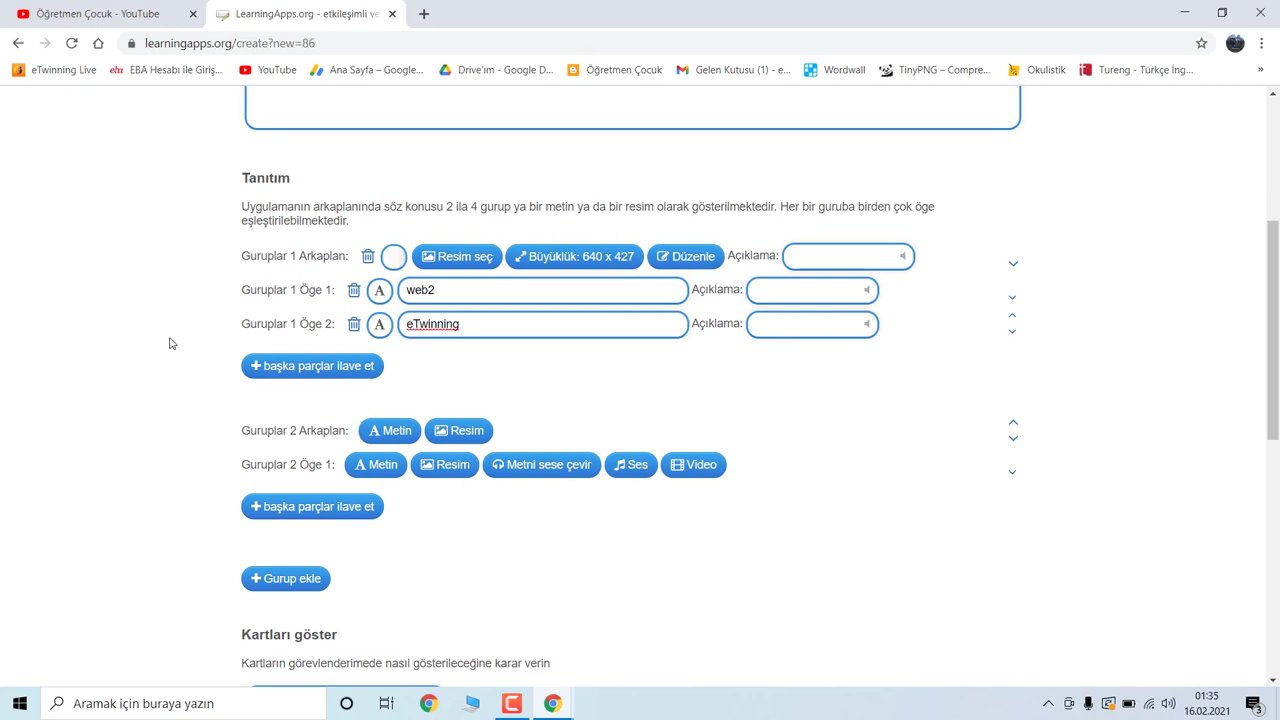 Öğretmen Çocuk - YouTube
LearningApps.org - etkileşimli ve
learningapps.org/create?new=86
eTwinning Live
EBA Hesabı ile Giriş...
YouTube
Ana Sayfa – Google...
Drive'ım - Google D...
Öğretmen Çocuk
Gelen Kutusu (1) - e...
Wordwall
TinyPNG – Compre...
Okulistik
Tureng - Türkçe İng...
»
Tanıtım
Uygulamanın arkaplanında söz konusu 2 ila 4 gurup ya bir metin ya da bir resim olarak gösterilmektedir. Her bir guruba birden çok öge
eşleştirilebilmektedir.
Guruplar 1 Arkaplan: Resim seç Büyüklük: 640 x 427 Düzenle Açıklama:
Guruplar 1 Öge 1: A web2 Açıklama:
Guruplar 1 Öge 2: A eTwinning Açıklama:
+ başka parçlar ilave et
Guruplar 2 Arkaplan: A Metin Resim
Guruplar 2 Öge 1: A Metin Resim Metni sese çevir Ses Video
+ başka parçlar ilave et
+ Gurup ekle
Kartları göster
Kartların görevlenderimede nasıl gösterileceğine karar verin
Aramak için buraya yazın
01:35
16.02.2021
3